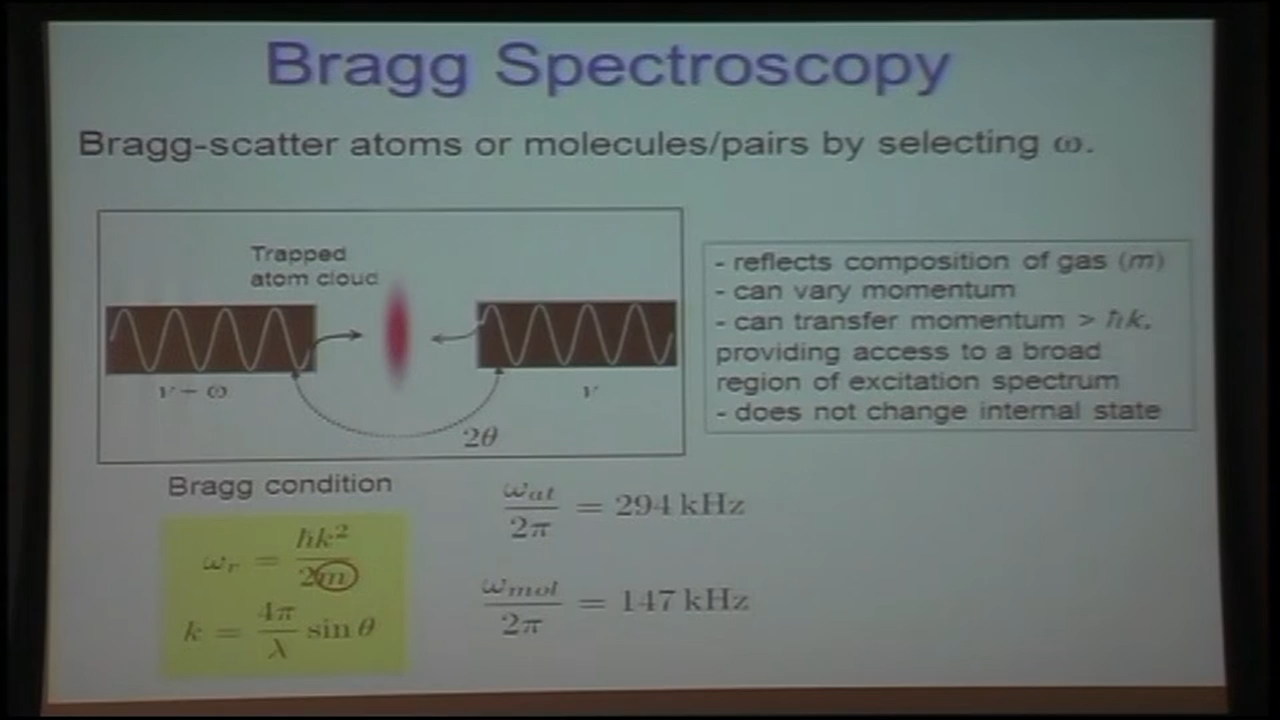 Bragg Spectroscopy
Bragg-scatter atoms or molecules/pairs by selecting ω.
Trapped
atom cloud
ν − ω
ν
2θ
- reflects composition of gas (m)
- can vary momentum
- can transfer momentum > ħk,
providing access to a broad
region of excitation spectrum
- does not change internal state
Bragg condition
ω_r = ħk² / 2m
k = 4π / λ sin θ
ω_at / 2π = 294 kHz
ω_mol / 2π = 147 kHz